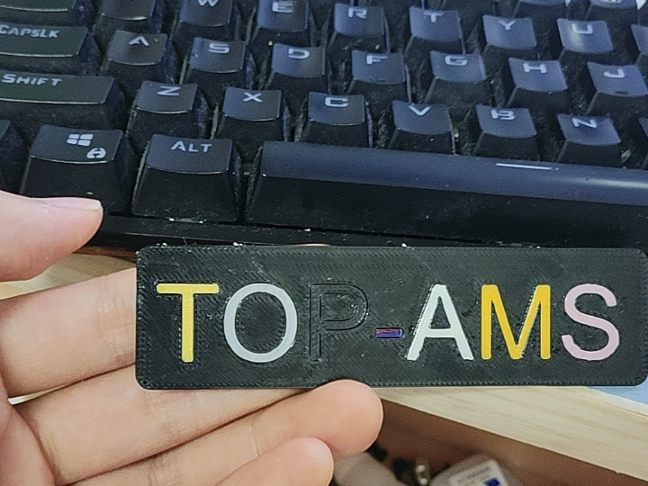 W E R T Y U
CAPSLK A S D F G H J
SHIFT Z X C V B N
ALT
TOP-AMS